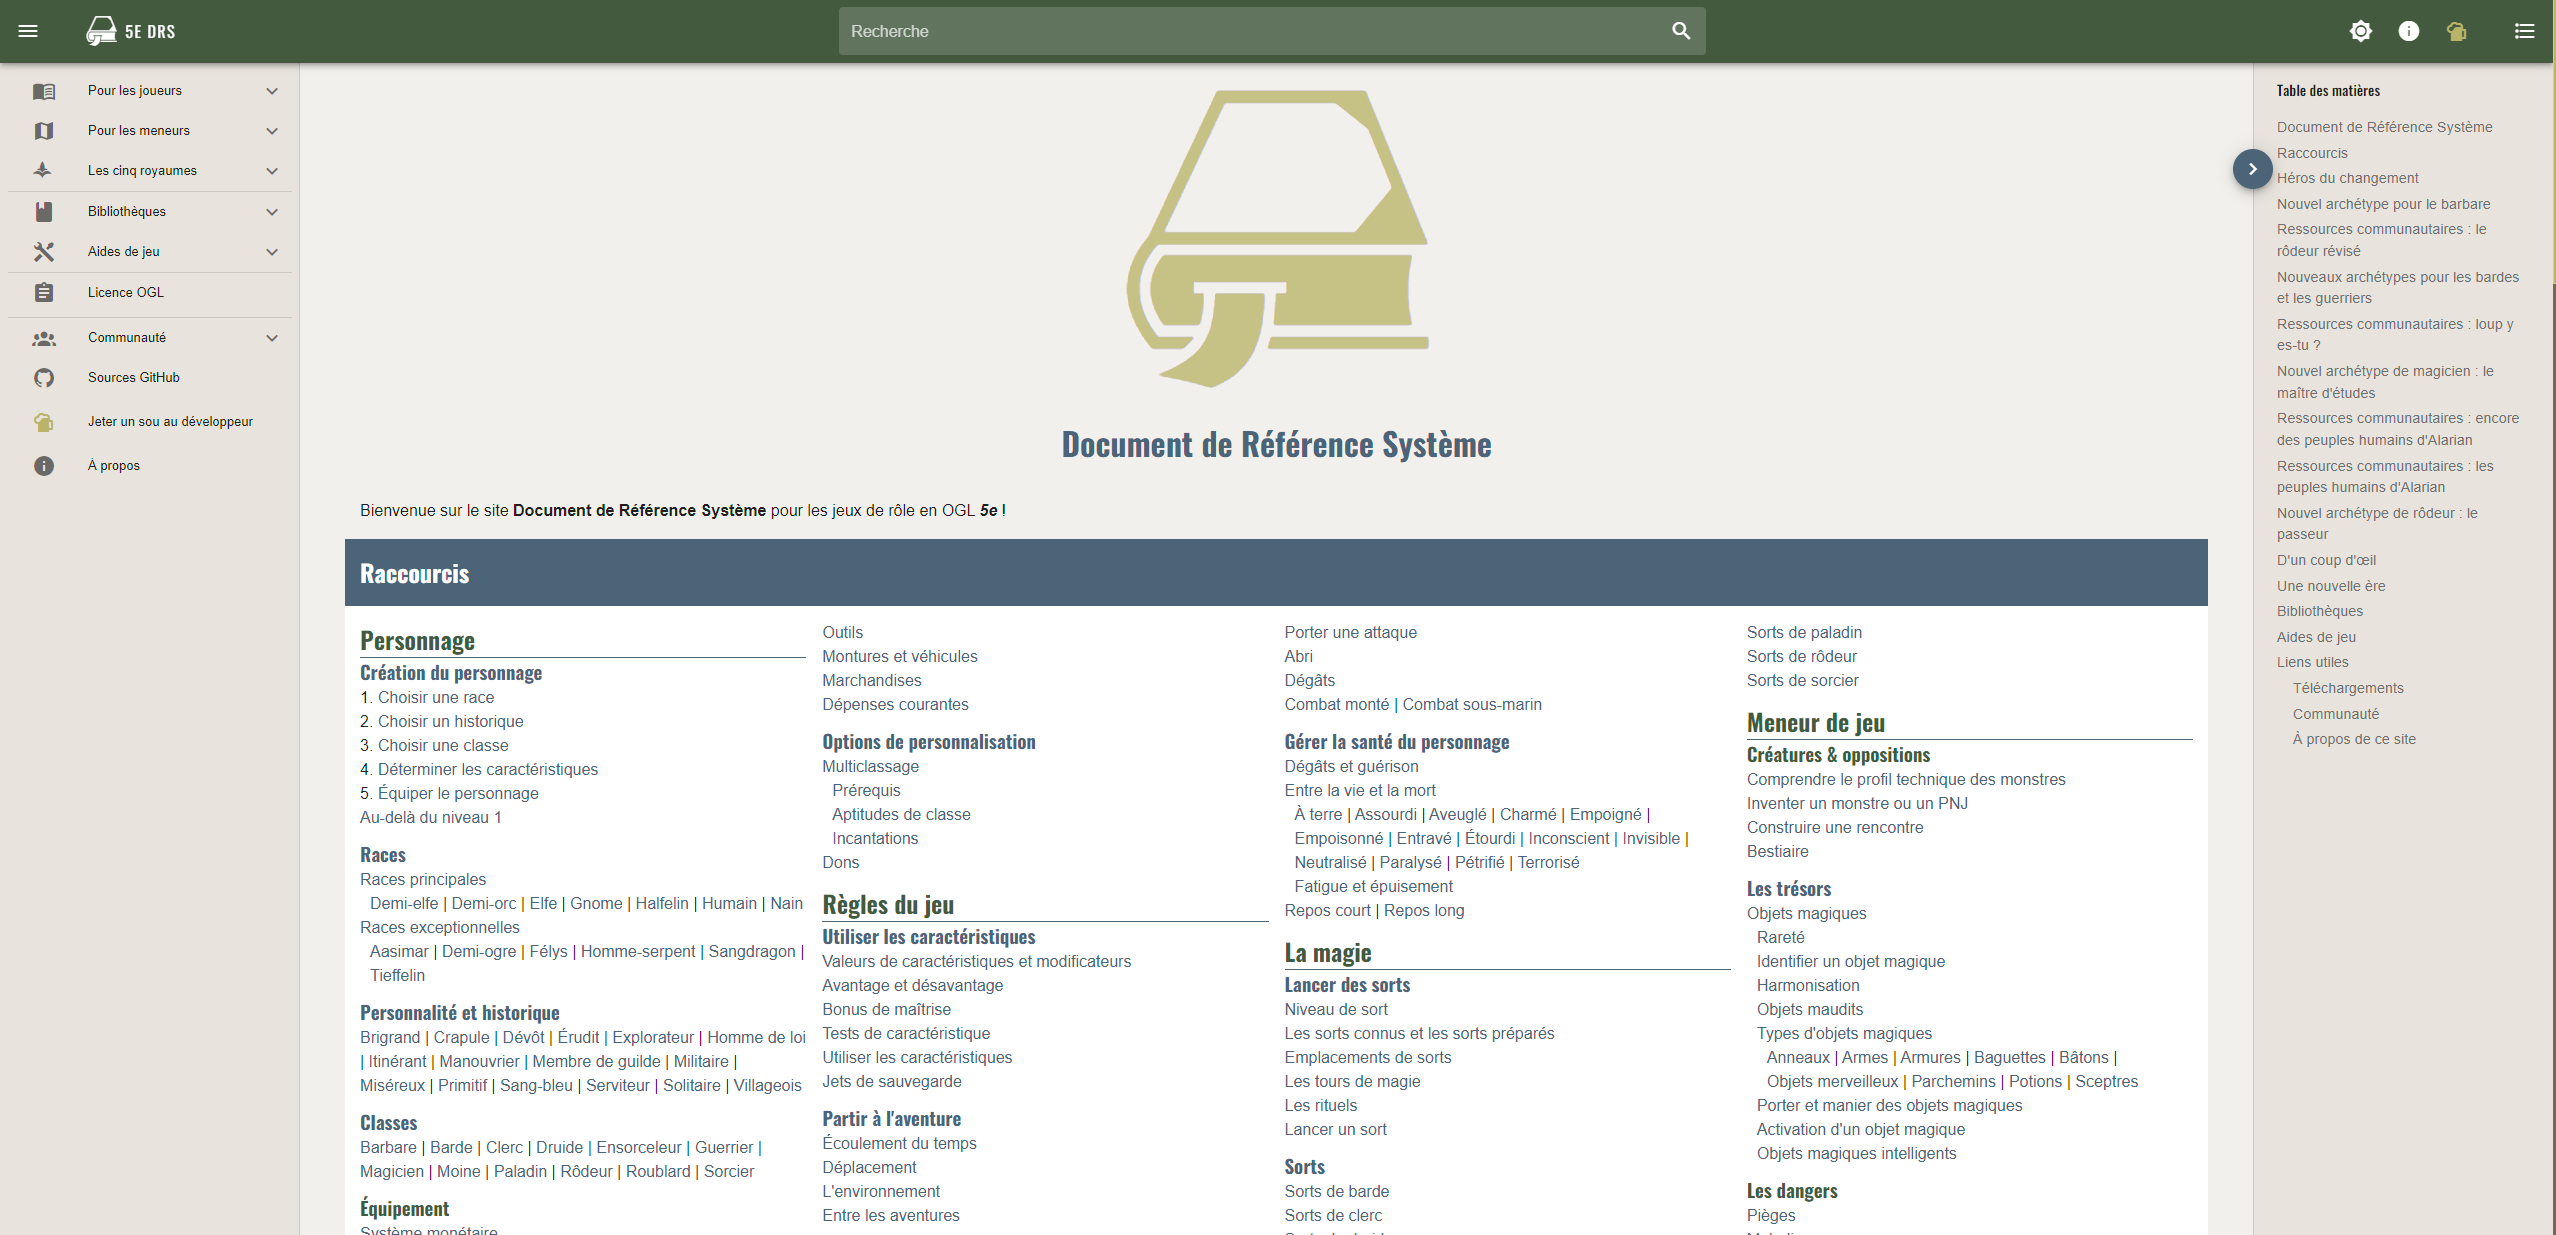 5E DRS
Recherche
Pour les joueurs
Pour les meneurs
Les cinq royaumes
Bibliothèques
Aides de jeu
Licence OGL
Communauté
Sources GitHub
Jeter un sou au développeur
À propos
Document de Référence Système
Bienvenue sur le site Document de Référence Système pour les jeux de rôle en OGL 5e !
Raccourcis
Personnage
Création du personnage
1. Choisir une race
2. Choisir un historique
3. Choisir une classe
4. Déterminer les caractéristiques
5. Équiper le personnage
Au-delà du niveau 1
Races
Races principales
Demi-elfe | Demi-orc | Elfe | Gnome | Halfelin | Humain | Nain
Races exceptionnelles
Aasimar | Demi-ogre | Félys | Homme-serpent | Sangdragon |
Tieffelin
Personnalité et historique
Brigrand | Crapule | Dévôt | Érudit | Explorateur | Homme de loi
| Itinérant | Manouvrier | Membre de guilde | Militaire |
Miséreux | Primitif | Sang-bleu | Serviteur | Solitaire | Villageois
Classes
Barbare | Barde | Clerc | Druide | Ensorceleur | Guerrier |
Magicien | Moine | Paladin | Rôdeur | Roublard | Sorcier
Équipement
Système monétaire
Outils
Montures et véhicules
Marchandises
Dépenses courantes
Options de personnalisation
Multiclassage
Prérequis
Aptitudes de classe
Incantations
Dons
Règles du jeu
Utiliser les caractéristiques
Valeurs de caractéristiques et modificateurs
Avantage et désavantage
Bonus de maîtrise
Tests de caractéristique
Utiliser les caractéristiques
Jets de sauvegarde
Partir à l'aventure
Écoulement du temps
Déplacement
L'environnement
Entre les aventures
Porter une attaque
Abri
Dégâts
Combat monté | Combat sous-marin
Gérer la santé du personnage
Dégâts et guérison
Entre la vie et la mort
À terre | Assourdi | Aveuglé | Charmé | Empoigné |
Empoisonné | Entravé | Étourdi | Inconscient | Invisible |
Neutralisé | Paralysé | Pétrifié | Terrorisé
Fatigue et épuisement
Repos court | Repos long
La magie
Lancer des sorts
Niveau de sort
Les sorts connus et les sorts préparés
Emplacements de sorts
Les tours de magie
Les rituels
Lancer un sort
Sorts
Sorts de barde
Sorts de clerc
Sorts de paladin
Sorts de rôdeur
Sorts de sorcier
Meneur de jeu
Créatures & oppositions
Comprendre le profil technique des monstres
Inventer un monstre ou un PNJ
Construire une rencontre
Bestiaire
Les trésors
Objets magiques
Rareté
Identifier un objet magique
Harmonisation
Objets maudits
Types d'objets magiques
Anneaux | Armes | Armures | Baguettes | Bâtons |
Objets merveilleux | Parchemins | Potions | Sceptres
Porter et manier des objets magiques
Activation d'un objet magique
Objets magiques intelligents
Les dangers
Pièges
Table des matières
Document de Référence Système
Raccourcis
Héros du changement
Nouvel archétype pour le barbare
Ressources communautaires : le
rôdeur révisé
Nouveaux archétypes pour les bardes
et les guerriers
Ressources communautaires : loup y
es-tu ?
Nouvel archétype de magicien : le
maître d'études
Ressources communautaires : encore
des peuples humains d'Alarian
Ressources communautaires : les
peuples humains d'Alarian
Nouvel archétype de rôdeur : le
passeur
D'un coup d'œil
Une nouvelle ère
Bibliothèques
Aides de jeu
Liens utiles
Téléchargements
Communauté
À propos de ce site